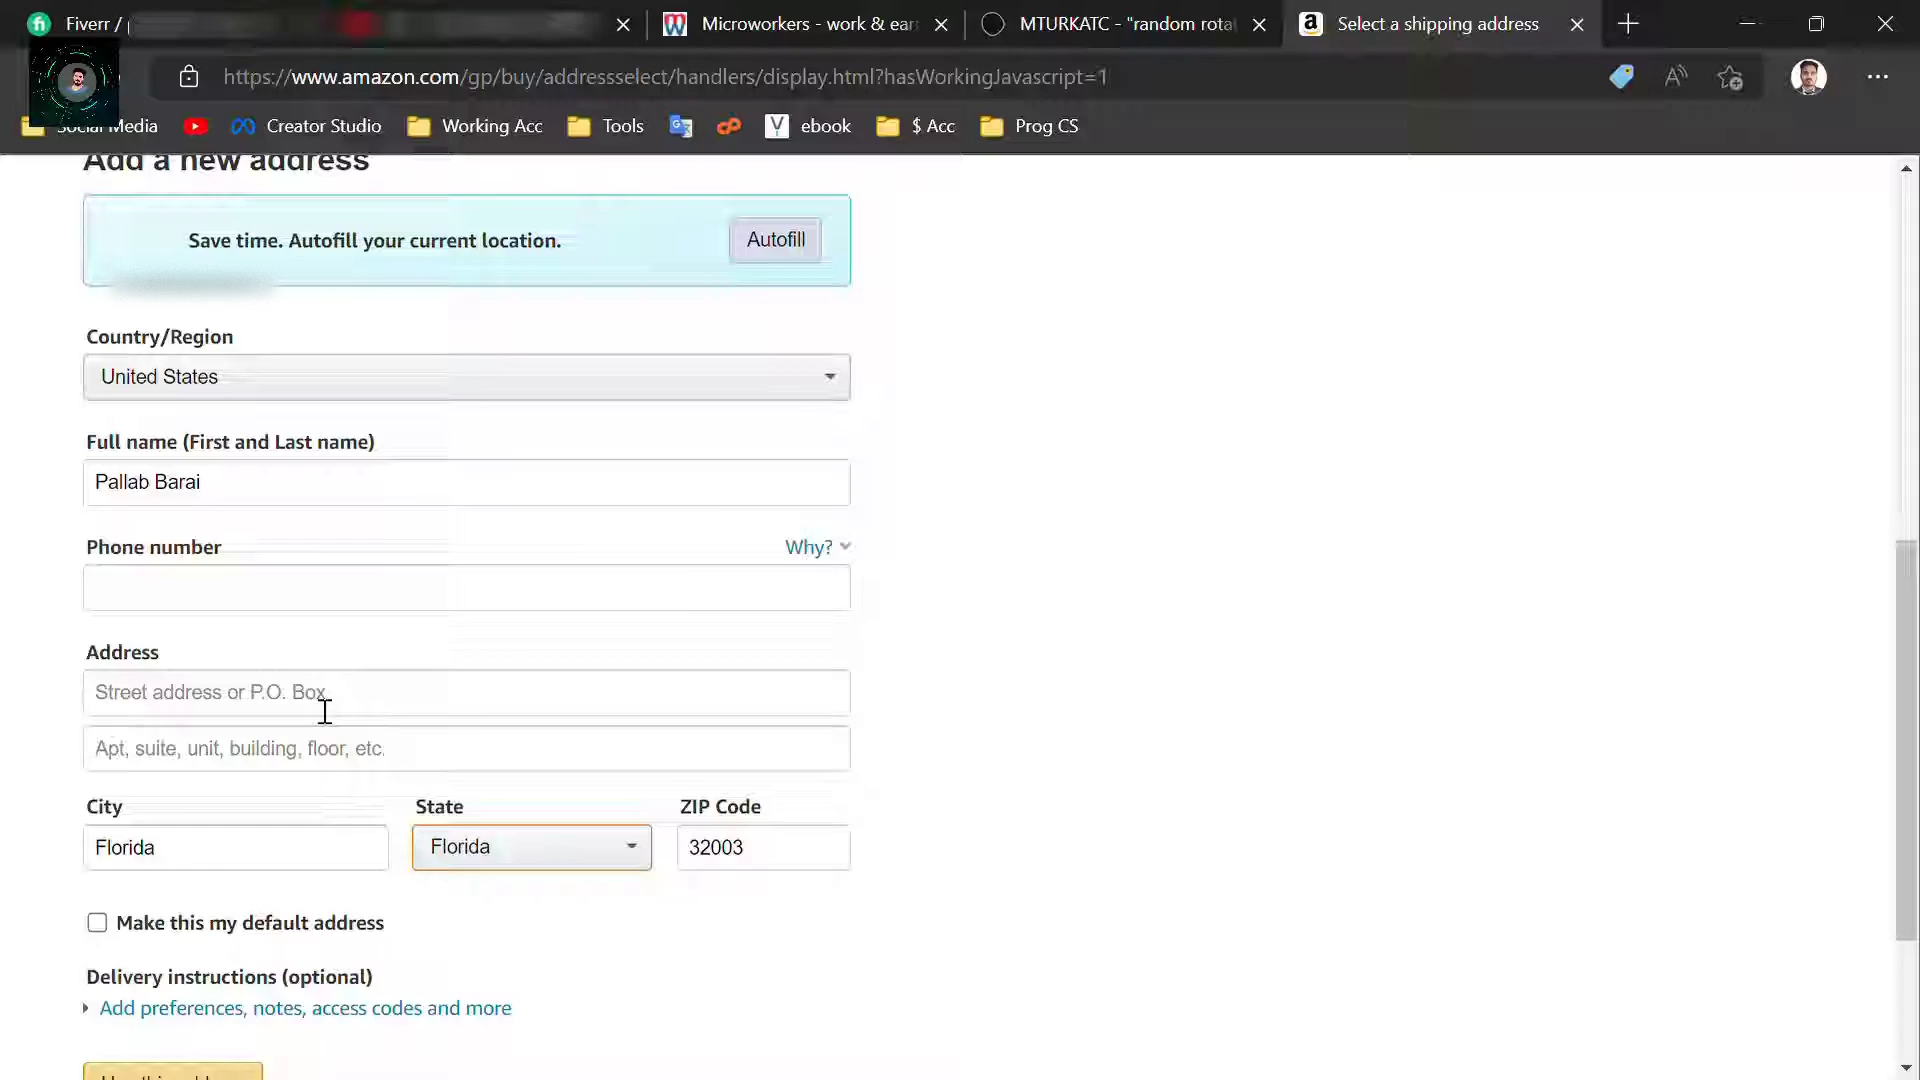 Fiverr /
Microworkers - work & ear
MTURKATC - "random rota
Select a shipping address
https://www.amazon.com/gp/buy/addressselect/handlers/display.html?hasWorkingJavascript=1
Social Media
Creator Studio
Working Acc
Tools
ebook
$ Acc
Prog CS
Add a new address
Save time. Autofill your current location.
Autofill
Country/Region
United States
Full name (First and Last name)
Pallab Barai
Phone number
Why?
Address
Street address or P.O. Box
Apt, suite, unit, building, floor, etc.
City
State
ZIP Code
Florida
Florida
32003
Make this my default address
Delivery instructions (optional)
Add preferences, notes, access codes and more